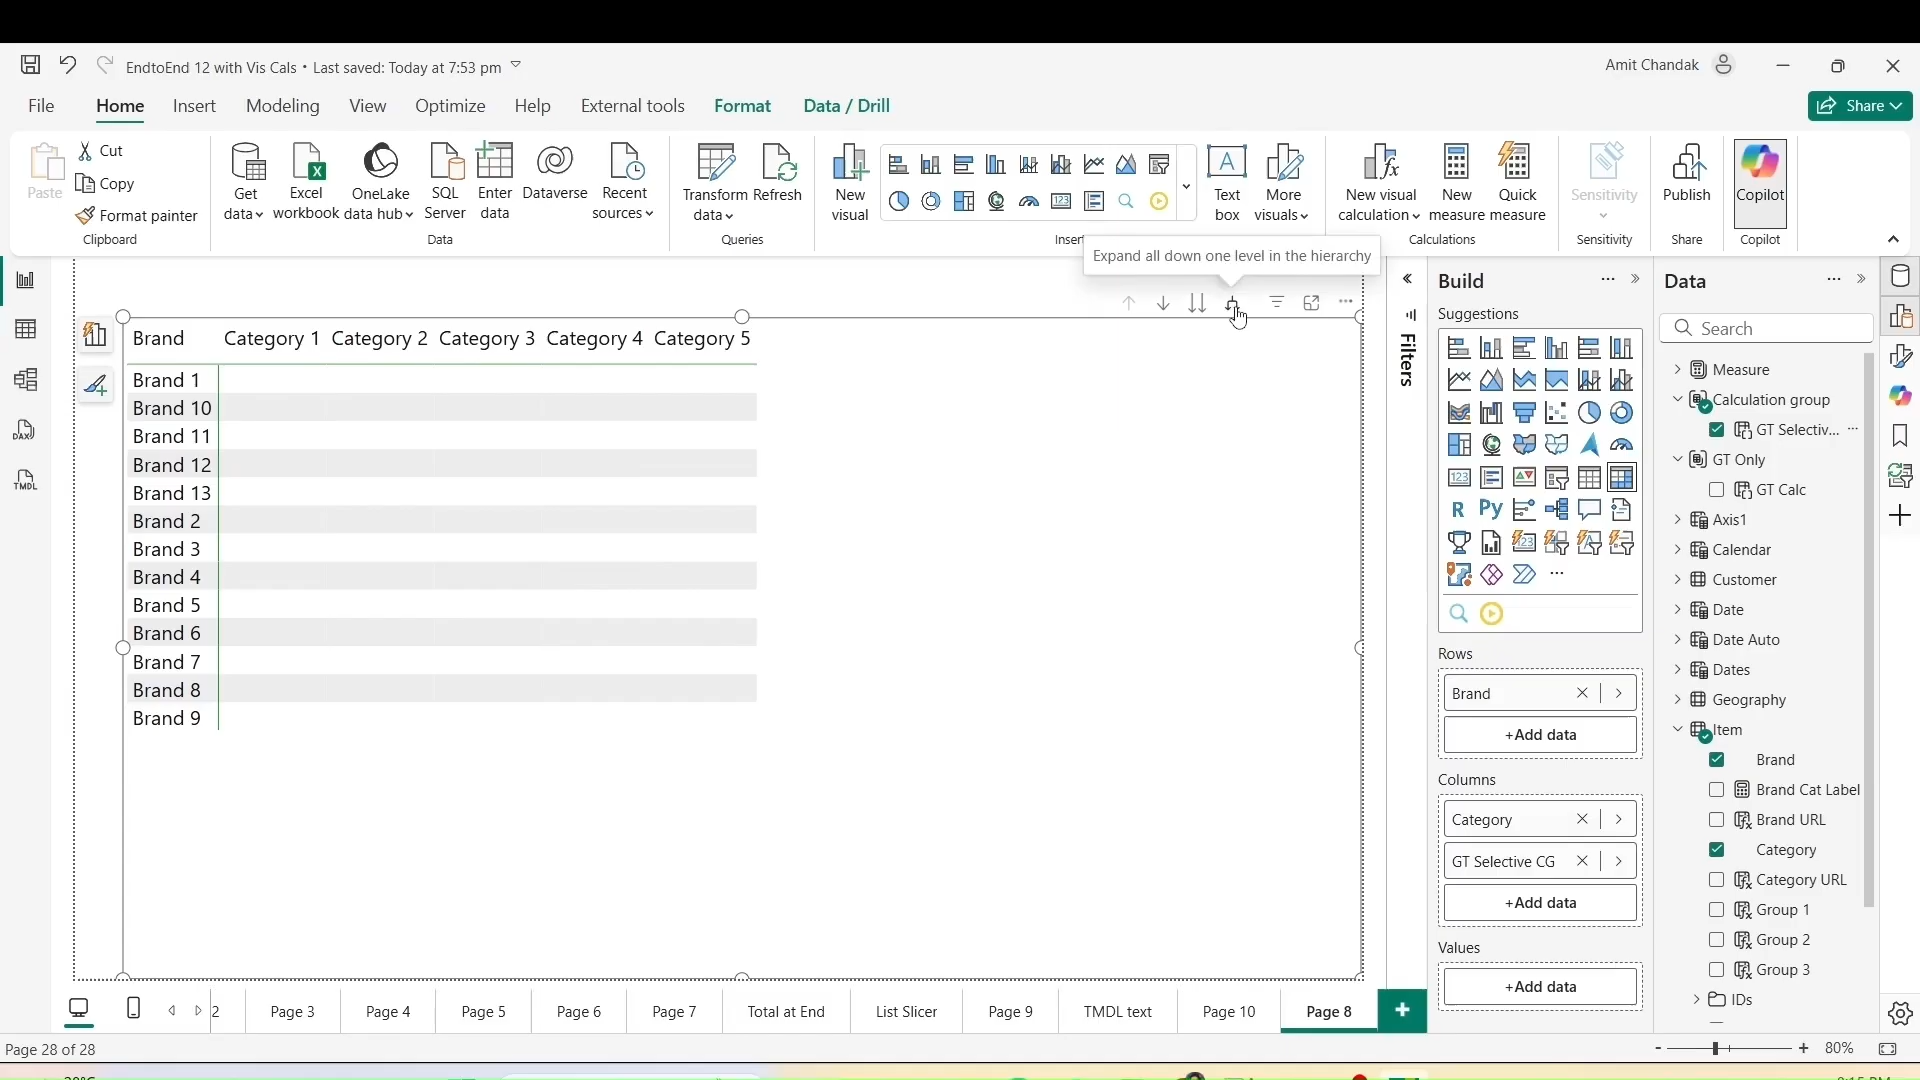 EndtoEnd 12 with Vis Cals • Last saved: Today at 7:53 pm
Amit Chandak
File Home Insert Modeling View Optimize Help External tools Format Data / Drill
Share
Paste
Cut
Copy
Format painter
Clipboard
Get data
Excel workbook
OneLake data hub
SQL Server
Enter data
Dataverse
Recent sources
Data
Transform data
Refresh
Queries
New visual
Text box
More visuals
Insert
New visual calculation
New measure
Quick measure
Calculations
Sensitivity
Sensitivity
Publish
Share
Copilot
Copilot
Expand all down one level in the hierarchy
DAX
TMDL
Brand Category 1 Category 2 Category 3 Category 4 Category 5
Brand 1
Brand 10
Brand 11
Brand 12
Brand 13
Brand 2
Brand 3
Brand 4
Brand 5
Brand 6
Brand 7
Brand 8
Brand 9
Filters
Build
Suggestions
R Py
Rows
Brand
+Add data
Columns
Category
GT Selective CG
+Add data
Values
+Add data
Data
Search
Measure
Calculation group
GT Selectiv...
GT Only
GT Calc
Axis1
Calendar
Customer
Date
Date Auto
Dates
Geography
Item
Brand
Brand Cat Label
Brand URL
Category
Category URL
Group 1
Group 2
Group 3
IDs
2 Page 3 Page 4 Page 5 Page 6 Page 7 Total at End List Slicer Page 9 TMDL text Page 10 Page 8 +
Page 28 of 28
- + 80%